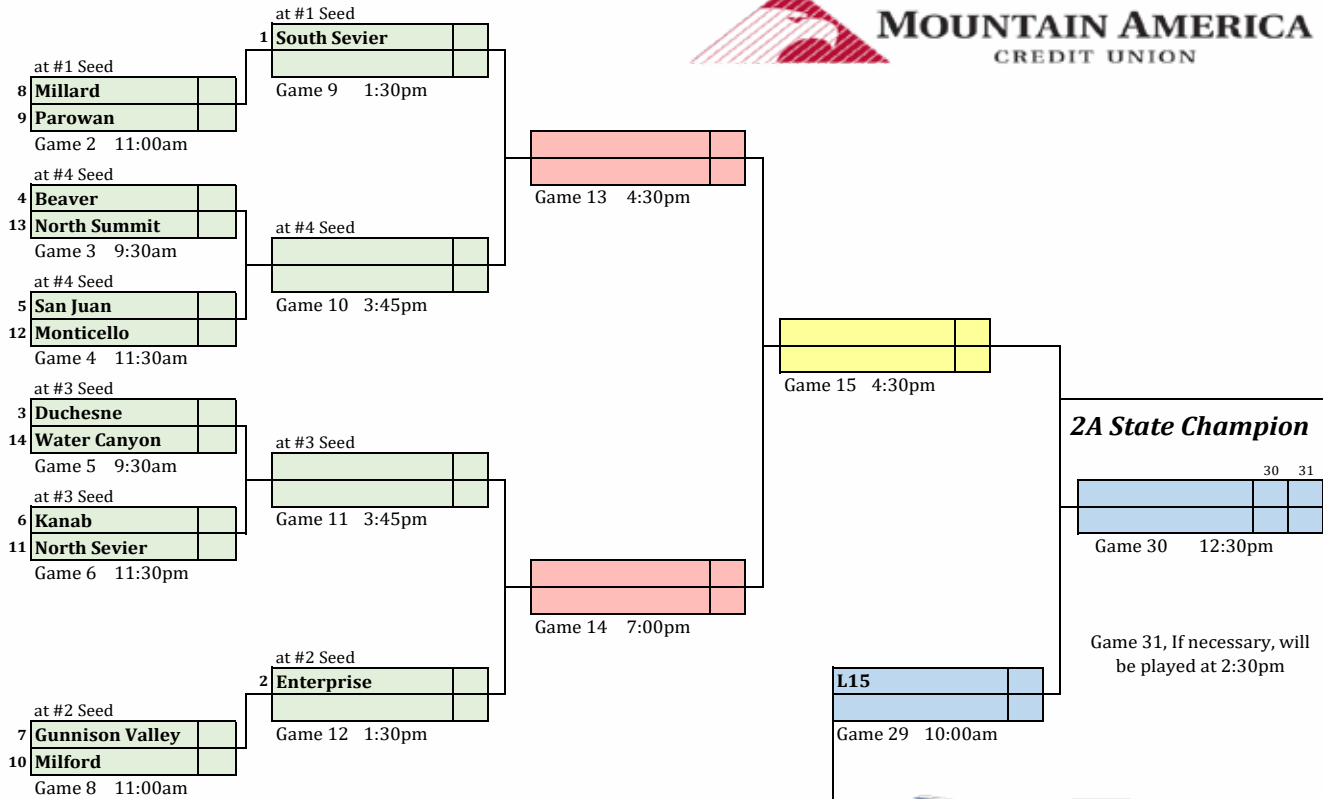 MOUNTAIN AMERICA
CREDIT UNION
at #1 Seed
1 South Sevier
Game 9 1:30pm
at #1 Seed
8 Millard
9 Parowan
Game 2 11:00am
at #4 Seed
4 Beaver
13 North Summit
Game 3 9:30am
at #4 Seed
Game 10 3:45pm
at #4 Seed
5 San Juan
12 Monticello
Game 4 11:30am
Game 13 4:30pm
at #3 Seed
3 Duchesne
14 Water Canyon
Game 5 9:30am
at #3 Seed
Game 11 3:45pm
at #3 Seed
6 Kanab
11 North Sevier
Game 6 11:30pm
Game 14 7:00pm
at #2 Seed
2 Enterprise
Game 12 1:30pm
at #2 Seed
7 Gunnison Valley
10 Milford
Game 8 11:00am
Game 15 4:30pm
2A State Champion
30 31
Game 30 12:30pm
Game 31, If necessary, will
be played at 2:30pm
L15
Game 29 10:00am